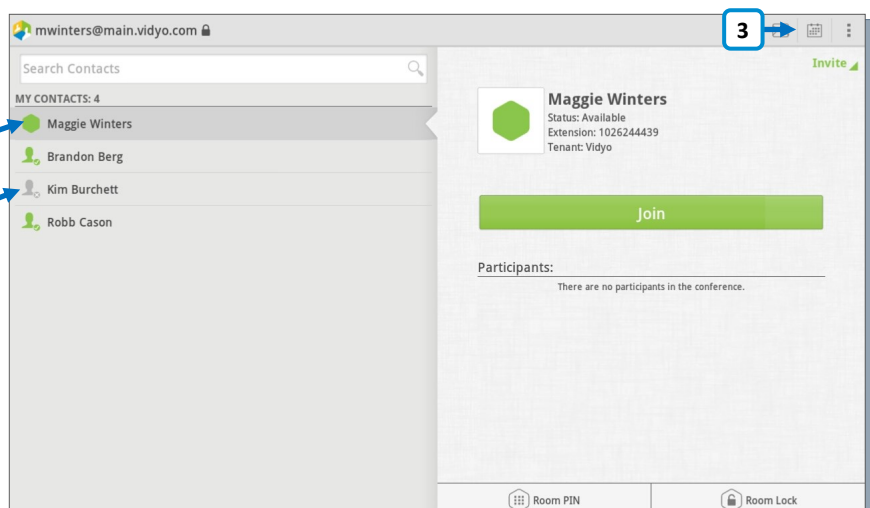 mwinters@main.vidyo.com
3
Search Contacts
MY CONTACTS: 4
Maggie Winters
Brandon Berg
Kim Burchett
Robb Cason
Invite
Maggie Winters
Status: Available
Extension: 1026244439
Tenant: Vidyo
Join
Participants:
There are no participants in the conference.
Room PIN
Room Lock